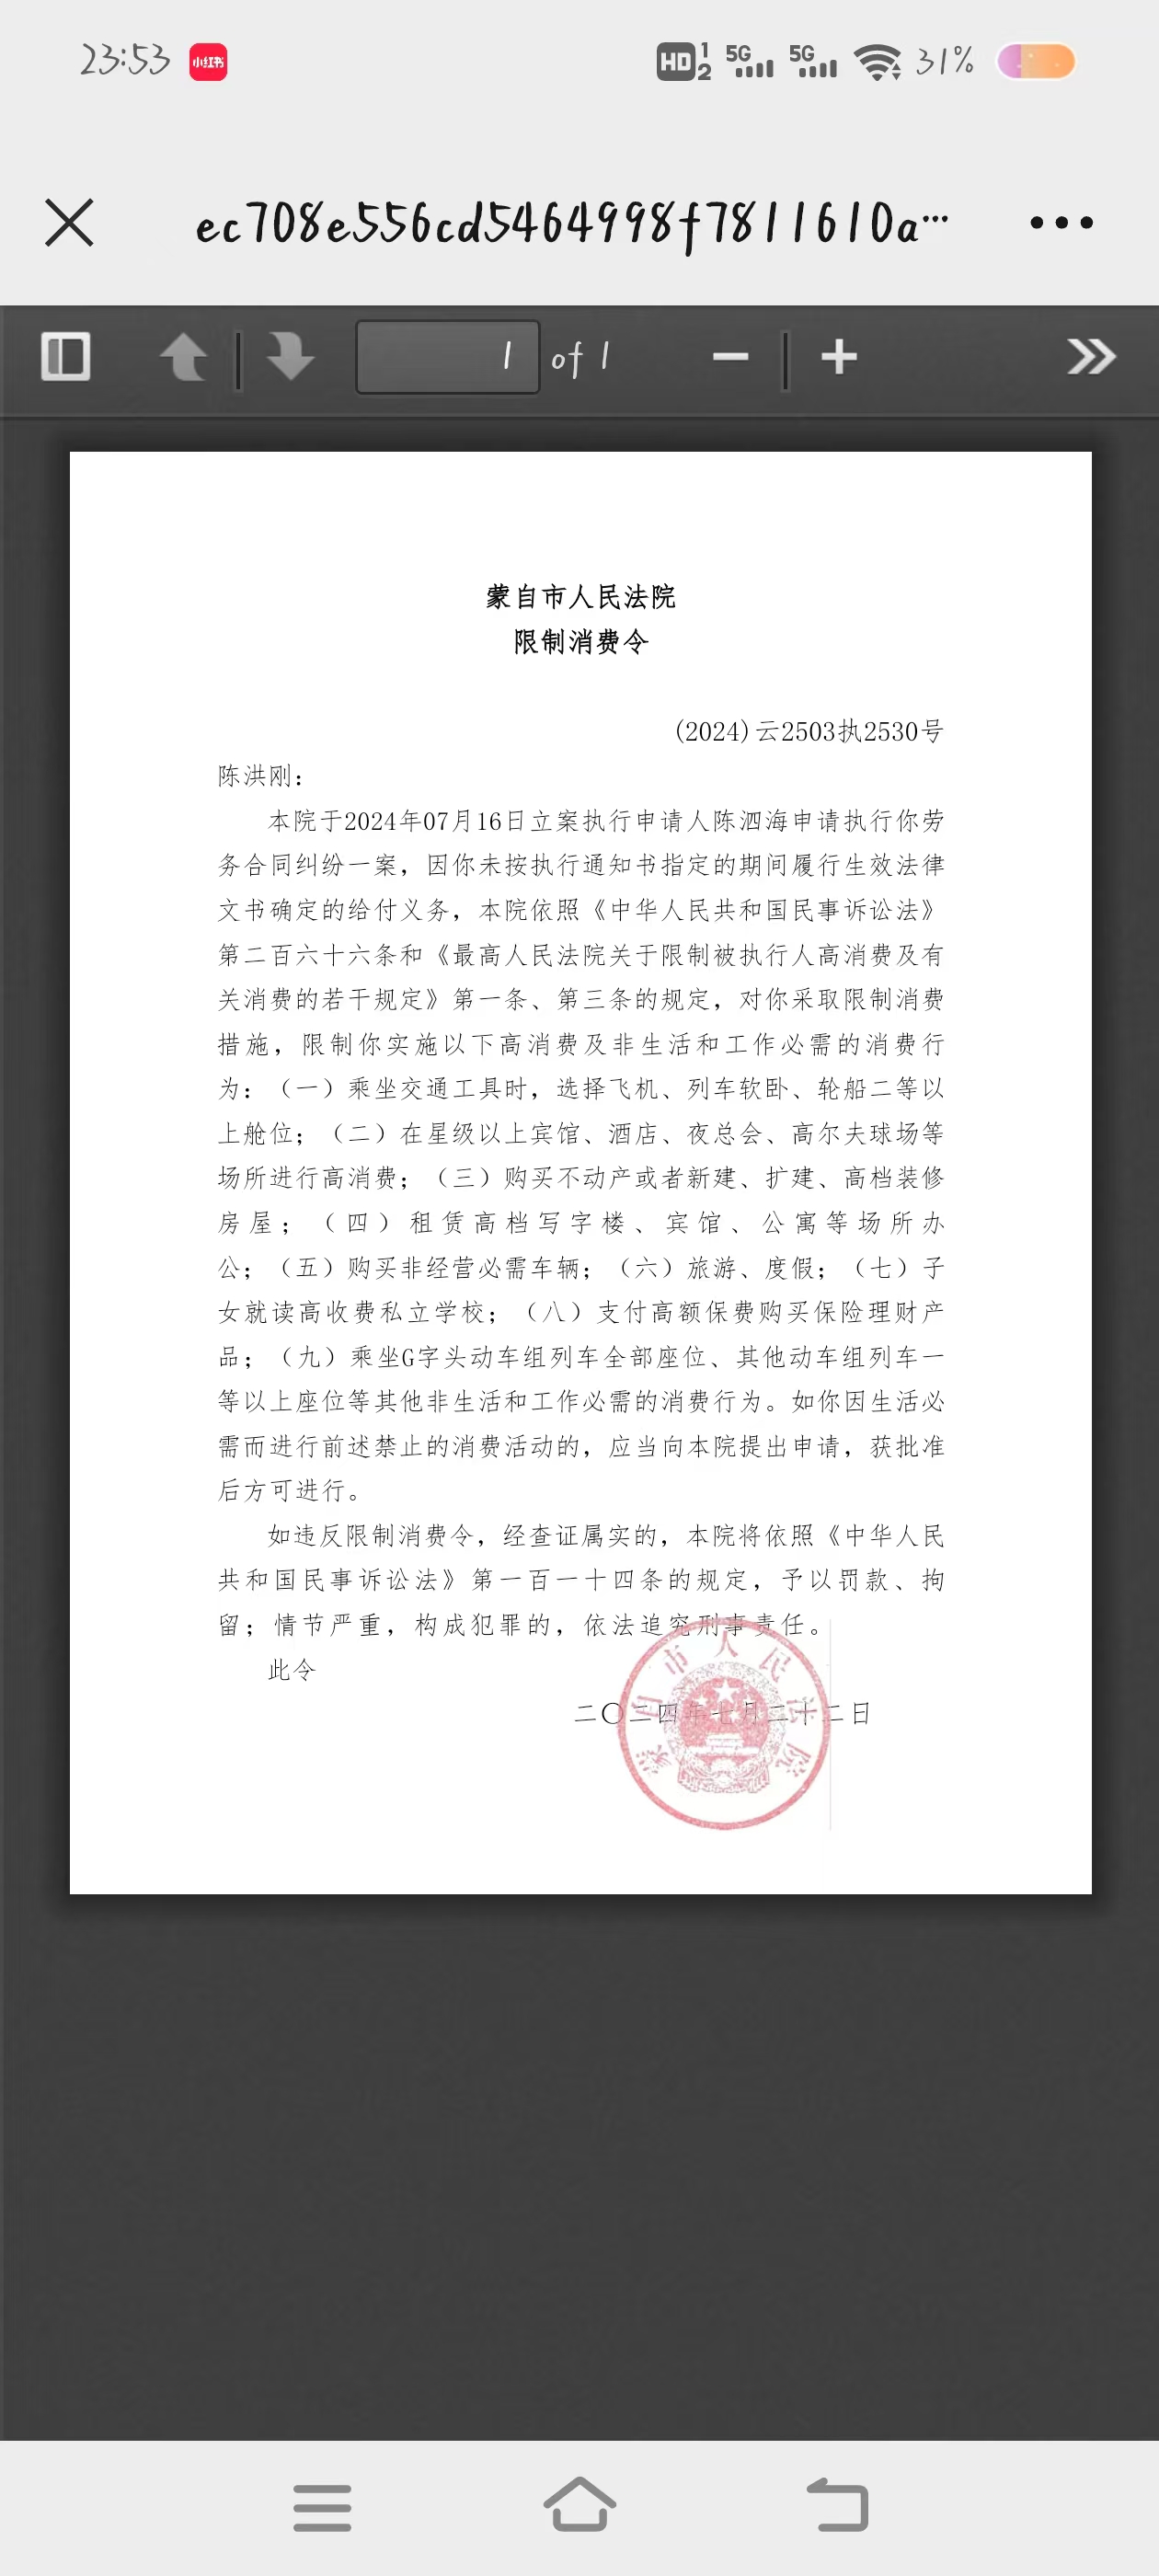 23:53
小红书
HD 1 2 5G 5G 31%
ec708e556cd5464998f7811610a…
1 of 1
蒙自市人民法院
限制消费令
(2024)云2503执2530号
陈洪刚：
本院于2024年07月16日立案执行申请人陈泗海申请执行你劳
务合同纠纷一案，因你未按执行通知书指定的期间履行生效法律
文书确定的给付义务，本院依照《中华人民共和国民事诉讼法》
第二百六十六条和《最高人民法院关于限制被执行人高消费及有
关消费的若干规定》第一条、第三条的规定，对你采取限制消费
措施，限制你实施以下高消费及非生活和工作必需的消费行
为：（一）乘坐交通工具时，选择飞机、列车软卧、轮船二等以
上舱位；（二）在星级以上宾馆、酒店、夜总会、高尔夫球场等
场所进行高消费；（三）购买不动产或者新建、扩建、高档装修
房屋；（四）租赁高档写字楼、宾馆、公寓等场所办
公；（五）购买非经营必需车辆；（六）旅游、度假；（七）子
女就读高收费私立学校；（八）支付高额保费购买保险理财产
品；（九）乘坐G字头动车组列车全部座位、其他动车组列车一
等以上座位等其他非生活和工作必需的消费行为。如你因生活必
需而进行前述禁止的消费活动的，应当向本院提出申请，获批准
后方可进行。
如违反限制消费令，经查证属实的，本院将依照《中华人民
共和国民事诉讼法》第一百一十四条的规定，予以罚款、拘
留；情节严重，构成犯罪的，依法追究刑事责任。
此令
二〇二四年七月二十二日
蒙自市人民法院